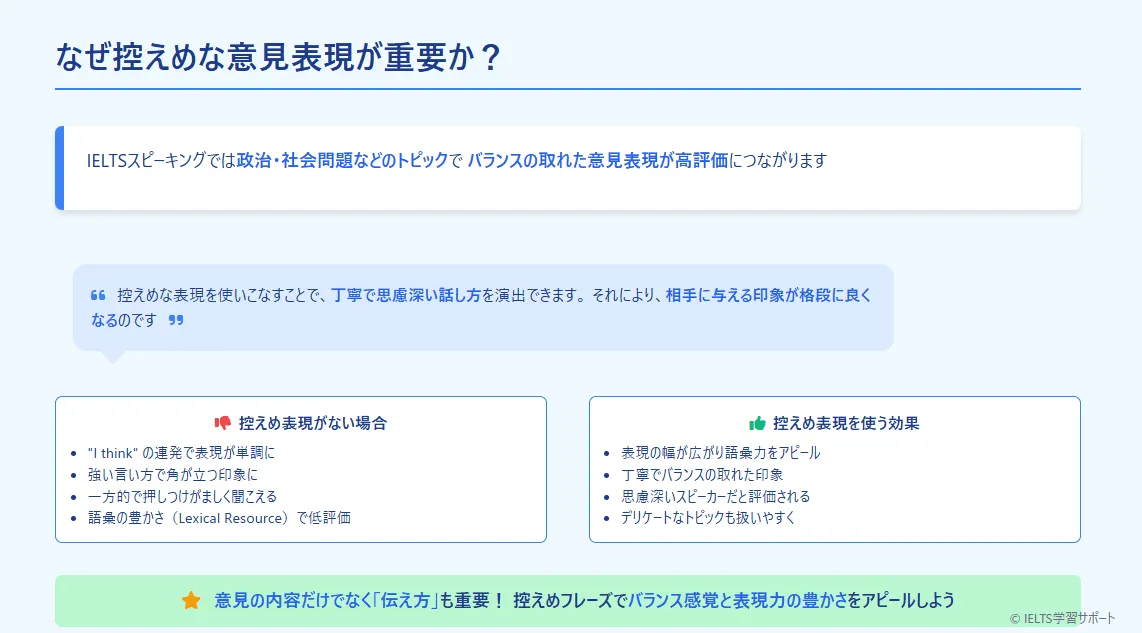 なぜ控えめな意見表現が重要か？
IELTSスピーキングでは政治・社会問題などのトピックで バランスの取れた意見表現が高評価につながります
“ 控えめな表現を使いこなすことで、丁寧で思慮深い話し方を演出できます。それにより、相手に与える印象が格段に良く
なるのです ”
控えめ表現がない場合
• "I think" の連発で表現が単調に
• 強い言い方で角が立つ印象に
• 一方的で押しつけがましく聞こえる
• 語彙の豊かさ（Lexical Resource）で低評価
控えめ表現を使う効果
• 表現の幅が広がり語彙力をアピール
• 丁寧でバランスの取れた印象
• 思慮深いスピーカーだと評価される
• デリケートなトピックも扱いやすく
意見の内容だけでなく「伝え方」も重要！ 控えめフレーズでバランス感覚と表現力の豊かさをアピールしよう
© IELTS学習サポート